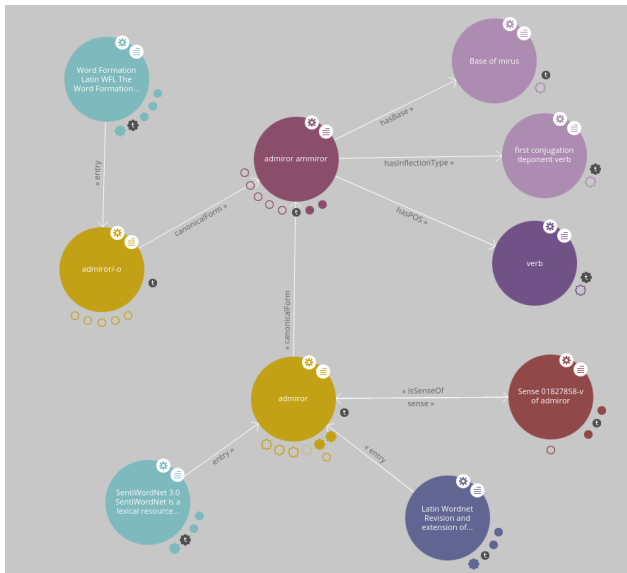 Word Formation
Latin WFL The
Word Formation...
Base of mirus
first conjugation
deponent verb
admiror ammiror
hasBase »
hasInflectionType »
hasPOS »
« entry
canonicalForm »
admiror/-o
verb
« canonicalForm
admiror
« isSenseOf
sense »
Sense 01827858-v
of admiror
entry »
« entry
SentiWordNet 3.0
SentiWordNet is a
lexical resource...
Latin Wordnet
Revision and
extension of...